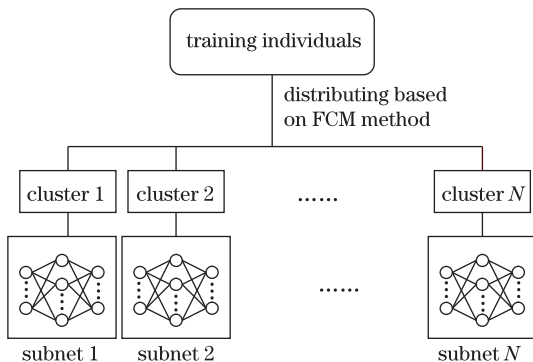 training individuals
distributing based
on FCM method
cluster 1
cluster 2
......
cluster N
......
subnet 1
subnet 2
subnet N